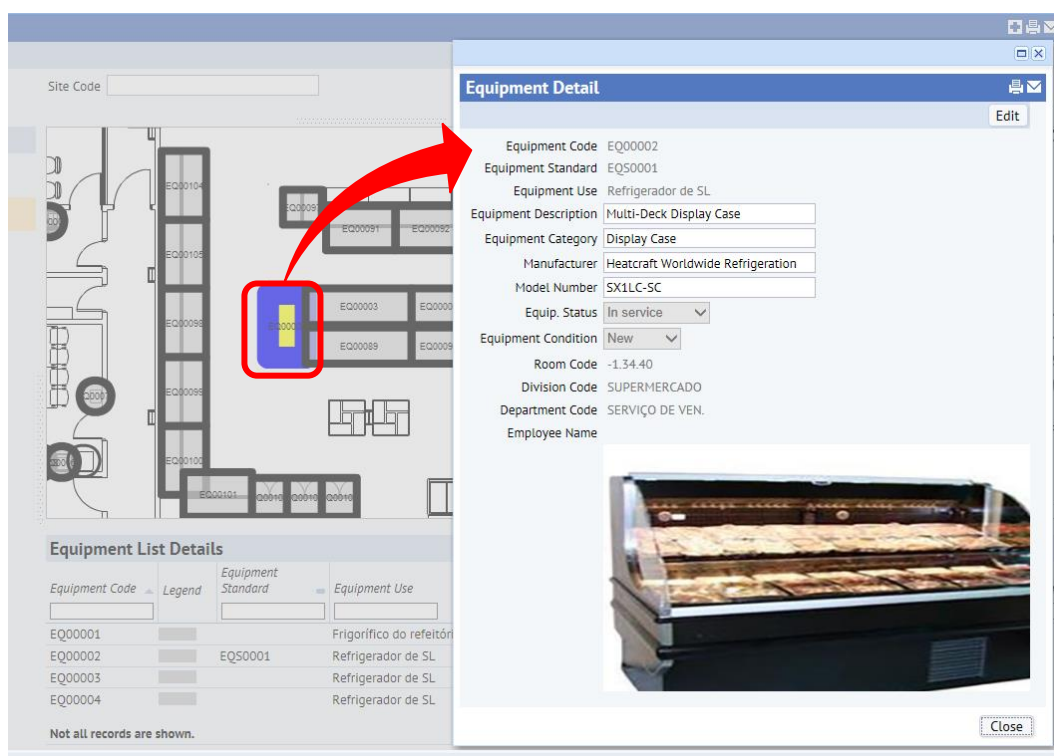 Site Code
Equipment Detail
Edit
Equipment Code EQ00002
Equipment Standard EQS0001
Equipment Use Refrigerador de SL
Equipment Description Multi-Deck Display Case
Equipment Category Display Case
Manufacturer Heatcraft Worldwide Refrigeration
Model Number SX1LC-SC
Equip. Status In service
Equipment Condition New
Room Code -1.34.40
Division Code SUPERMERCADO
Department Code SERVIÇO DE VEN.
Employee Name
EQ00104
EQ00091 EQ00092
EQ00105
EQ00003
EQ00098
EQ00089
EQ00099
EQ00100
EQ00101
Equipment List Details
Equipment Code Legend Equipment Standard Equipment Use
EQ00001 Frigorífico do refeitóri
EQ00002 EQS0001 Refrigerador de SL
EQ00003 Refrigerador de SL
EQ00004 Refrigerador de SL
Not all records are shown.
Close